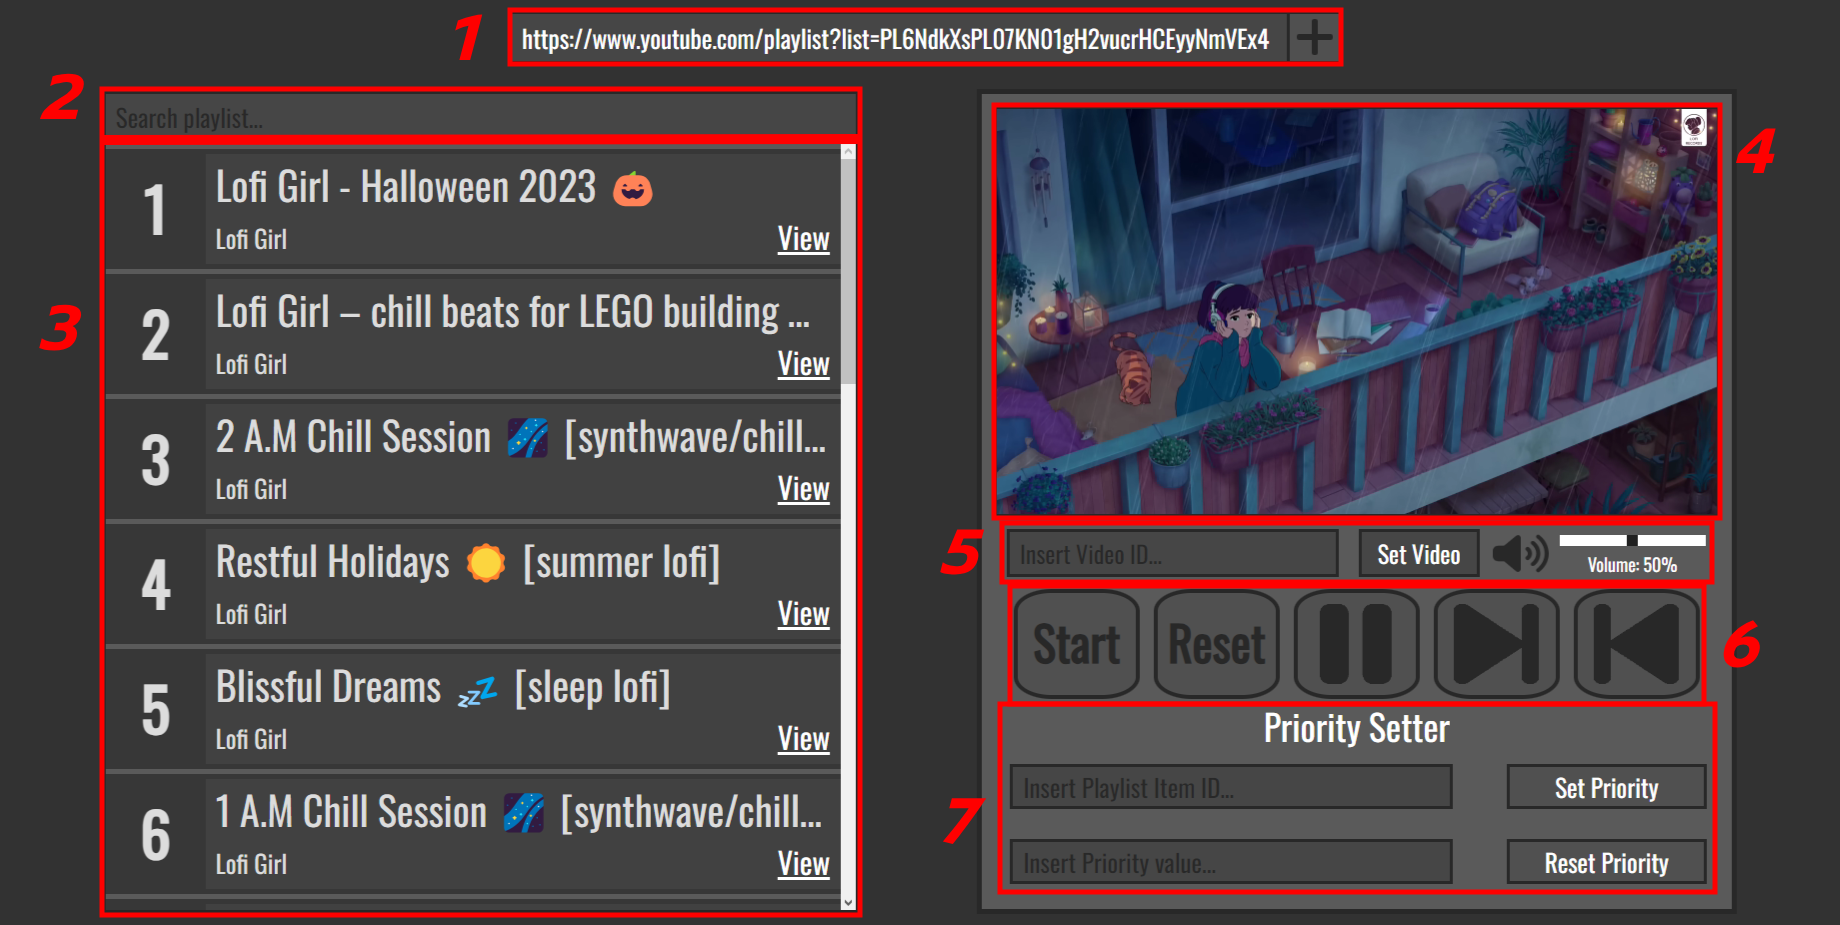 1
https://www.youtube.com/playlist?list=PL6NdkXsPL07KN01gH2vucrHCEyyNmVEx4
2
Search playlist...
3
1
Lofi Girl - Halloween 2023 🎃
Lofi Girl
View
2
Lofi Girl – chill beats for LEGO building ...
Lofi Girl
View
3
2 A.M Chill Session 🌌 [synthwave/chill...
Lofi Girl
View
4
Restful Holidays ☀️ [summer lofi]
Lofi Girl
View
5
Blissful Dreams 💤 [sleep lofi]
Lofi Girl
View
6
1 A.M Chill Session 🌌 [synthwave/chill...
Lofi Girl
View
4
5
Insert Video ID...
Set Video
Volume: 50%
6
Start
Reset
7
Priority Setter
Insert Playlist Item ID...
Set Priority
Insert Priority value...
Reset Priority